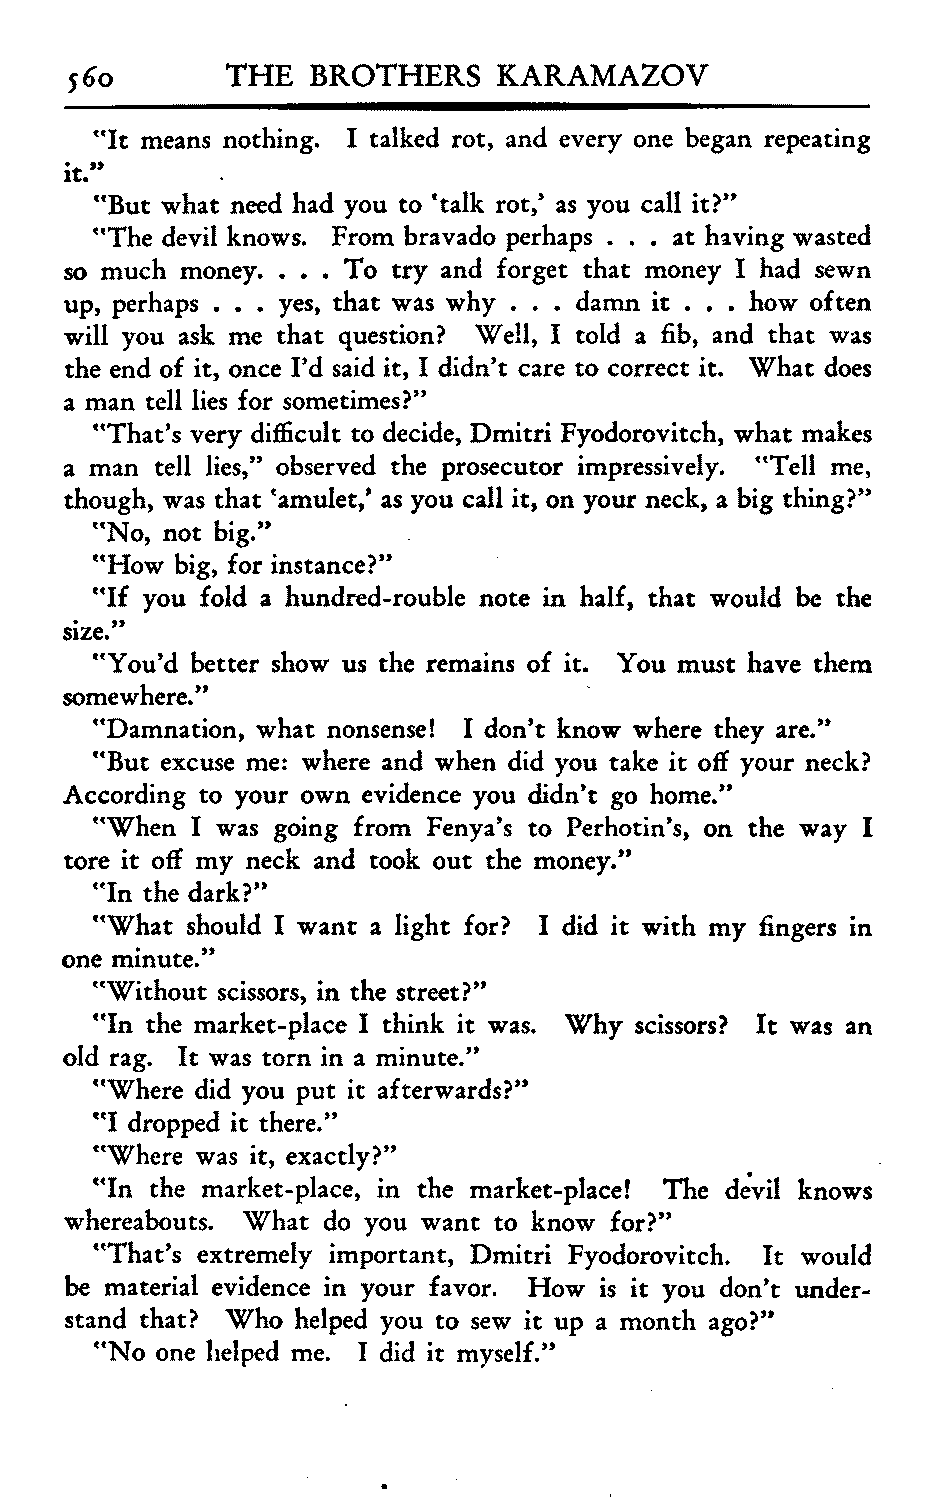 560 THE BROTHERS KARAMAZOV
"It means nothing. I talked rot, and every one began repeating
it."
"But what need had you to 'talk rot,' as you call it?"
"The devil knows. From bravado perhaps . . . at having wasted
so much money. . . . To try and forget that money I had sewn
up, perhaps . . . yes, that was why . . . damn it . . . how often
will you ask me that question? Well, I told a fib, and that was
the end of it, once I'd said it, I didn't care to correct it. What does
a man tell lies for sometimes?"
"That's very difficult to decide, Dmitri Fyodorovitch, what makes
a man tell lies," observed the prosecutor impressively. "Tell me,
though, was that 'amulet,' as you call it, on your neck, a big thing?"
"No, not big."
"How big, for instance?"
"If you fold a hundred-rouble note in half, that would be the
size."
"You'd better show us the remains of it. You must have them
somewhere."
"Damnation, what nonsense! I don't know where they are."
"But excuse me: where and when did you take it off your neck?
According to your own evidence you didn't go home."
"When I was going from Fenya's to Perhotin's, on the way I
tore it off my neck and took out the money."
"In the dark?"
"What should I want a light for? I did it with my fingers in
one minute."
"Without scissors, in the street?"
"In the market-place I think it was. Why scissors? It was an
old rag. It was torn in a minute."
"Where did you put it afterwards?"
"I dropped it there."
"Where was it, exactly?"
"In the market-place, in the market-place! The devil knows
whereabouts. What do you want to know for?"
"That's extremely important, Dmitri Fyodorovitch. It would
be material evidence in your favor. How is it you don't under-
stand that? Who helped you to sew it up a month ago?"
"No one helped me. I did it myself."